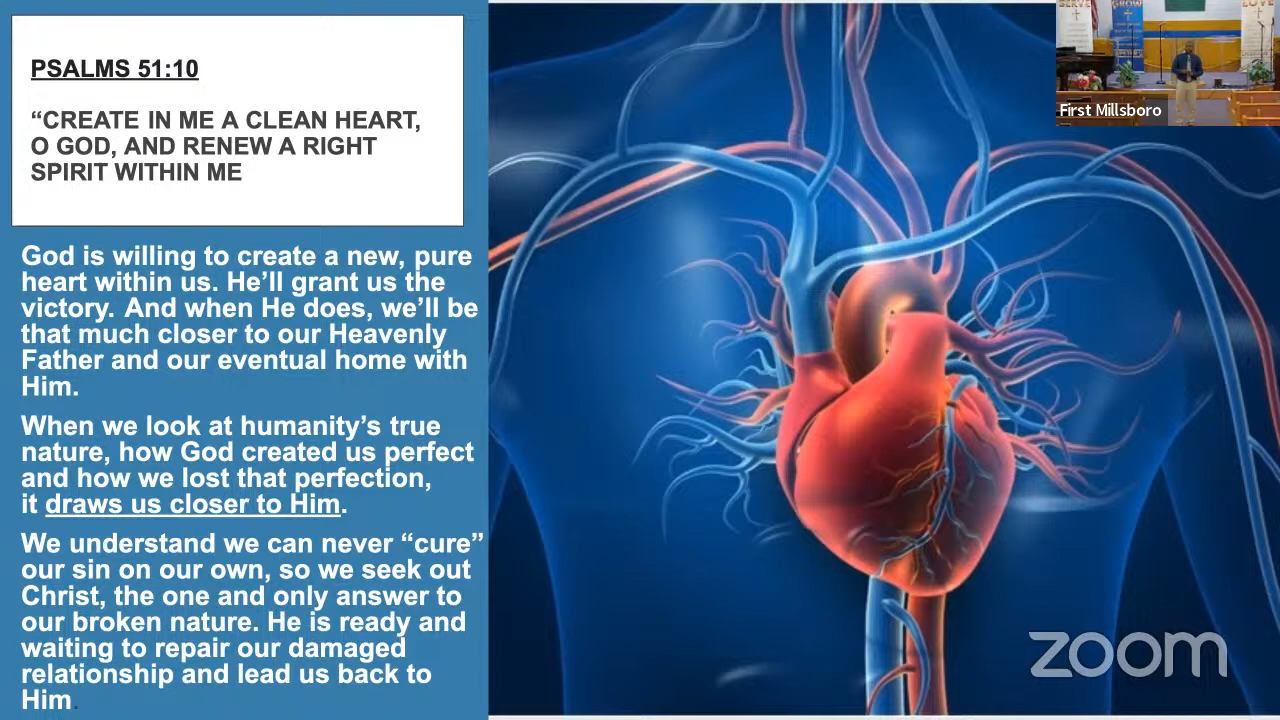 PSALMS 51:10
“CREATE IN ME A CLEAN HEART,
O GOD, AND RENEW A RIGHT
SPIRIT WITHIN ME
God is willing to create a new, pure
heart within us. He’ll grant us the
victory. And when He does, we’ll be
that much closer to our Heavenly
Father and our eventual home with
Him.
When we look at humanity’s true
nature, how God created us perfect
and how we lost that perfection,
it draws us closer to Him.
We understand we can never “cure”
our sin on our own, so we seek out
Christ, the one and only answer to
our broken nature. He is ready and
waiting to repair our damaged
relationship and lead us back to
Him.
SERVE
GROW
LOVE
First Millsboro
zoom